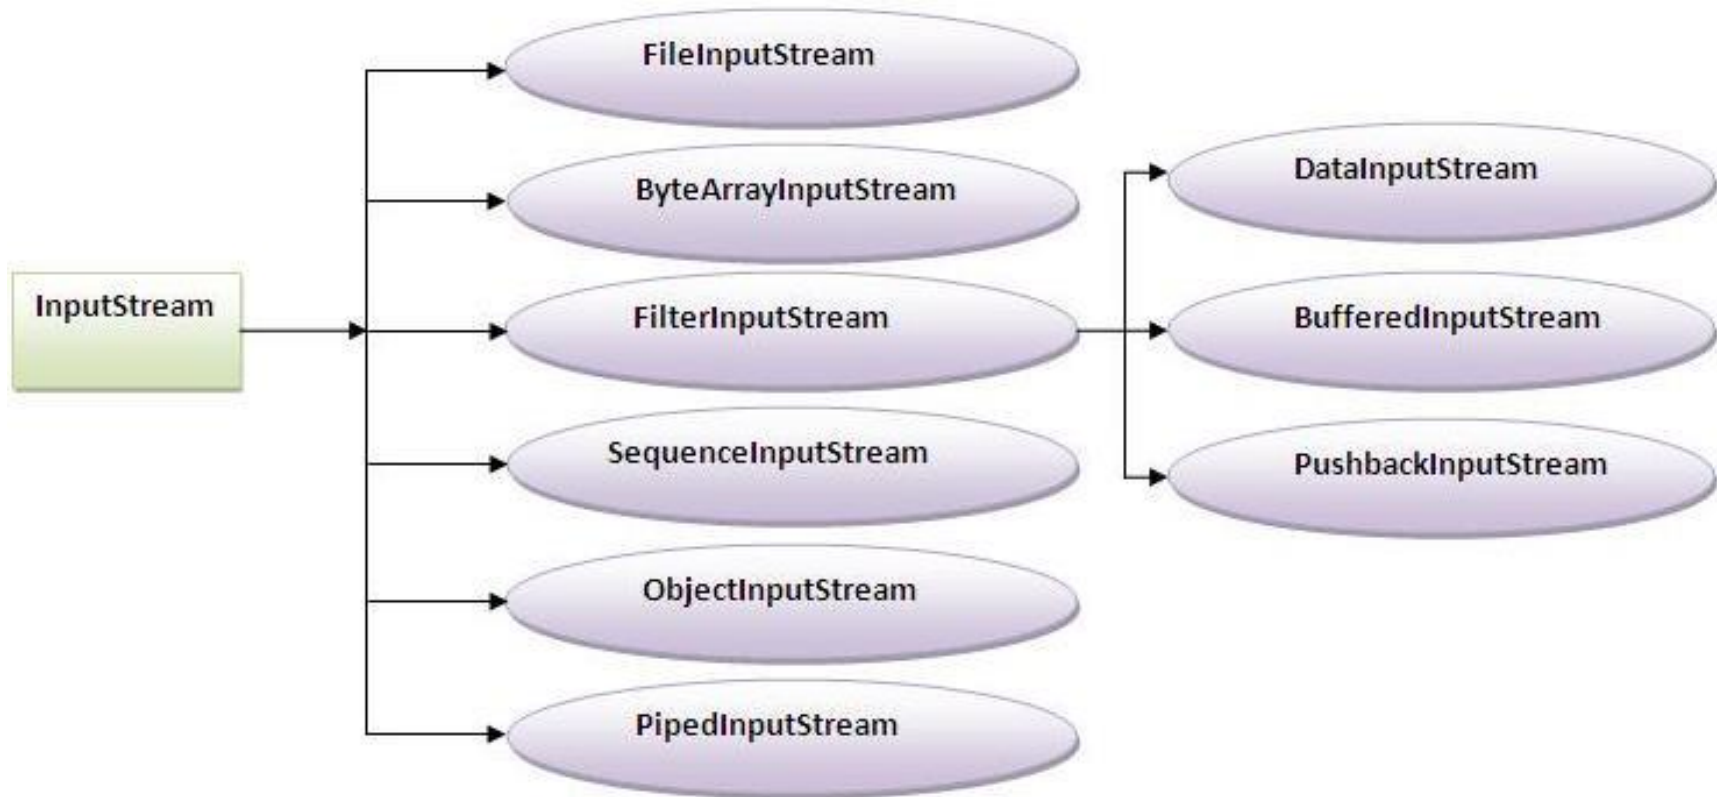 InputStream
FileInputStream
ByteArrayInputStream
FilterInputStream
SequenceInputStream
ObjectInputStream
PipedInputStream
DataInputStream
BufferedInputStream
PushbackInputStream